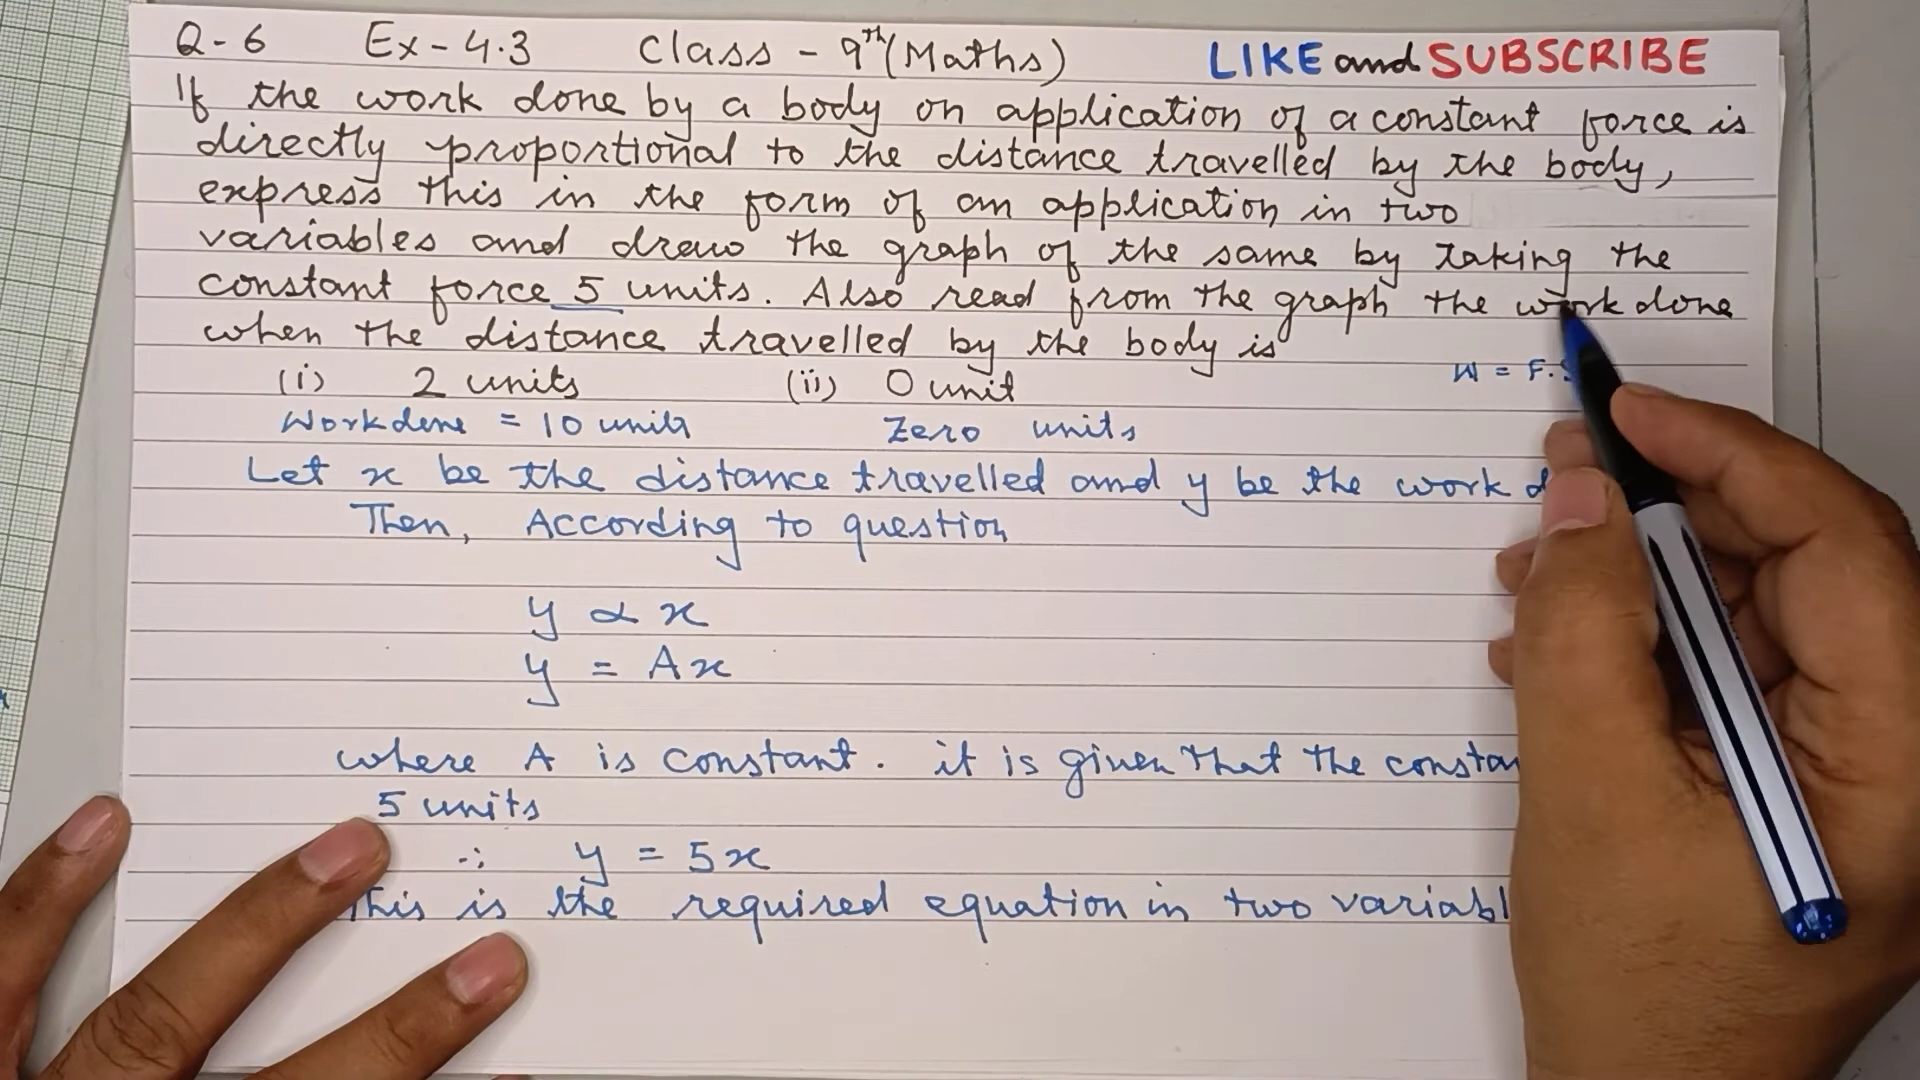 Q-6 Ex-4.3 Class - 9th (Maths) LIKE and SUBSCRIBE
If the work done by a body on application of a constant force is
directly proportional to the distance travelled by the body,
express this in the form of an application in two
variables and draw the graph of the same by taking the
constant force 5 units. Also read from the graph the work done
when the distance travelled by the body is
(i) 2 units (ii) 0 unit W = F.S
Workdone = 10 units Zero units
Let x be the distance travelled and y be the work d
Then, According to question
y α x
y = Ax
where A is constant. it is given that the constan
5 units
∴ y = 5x
This is the required equation in two variabl